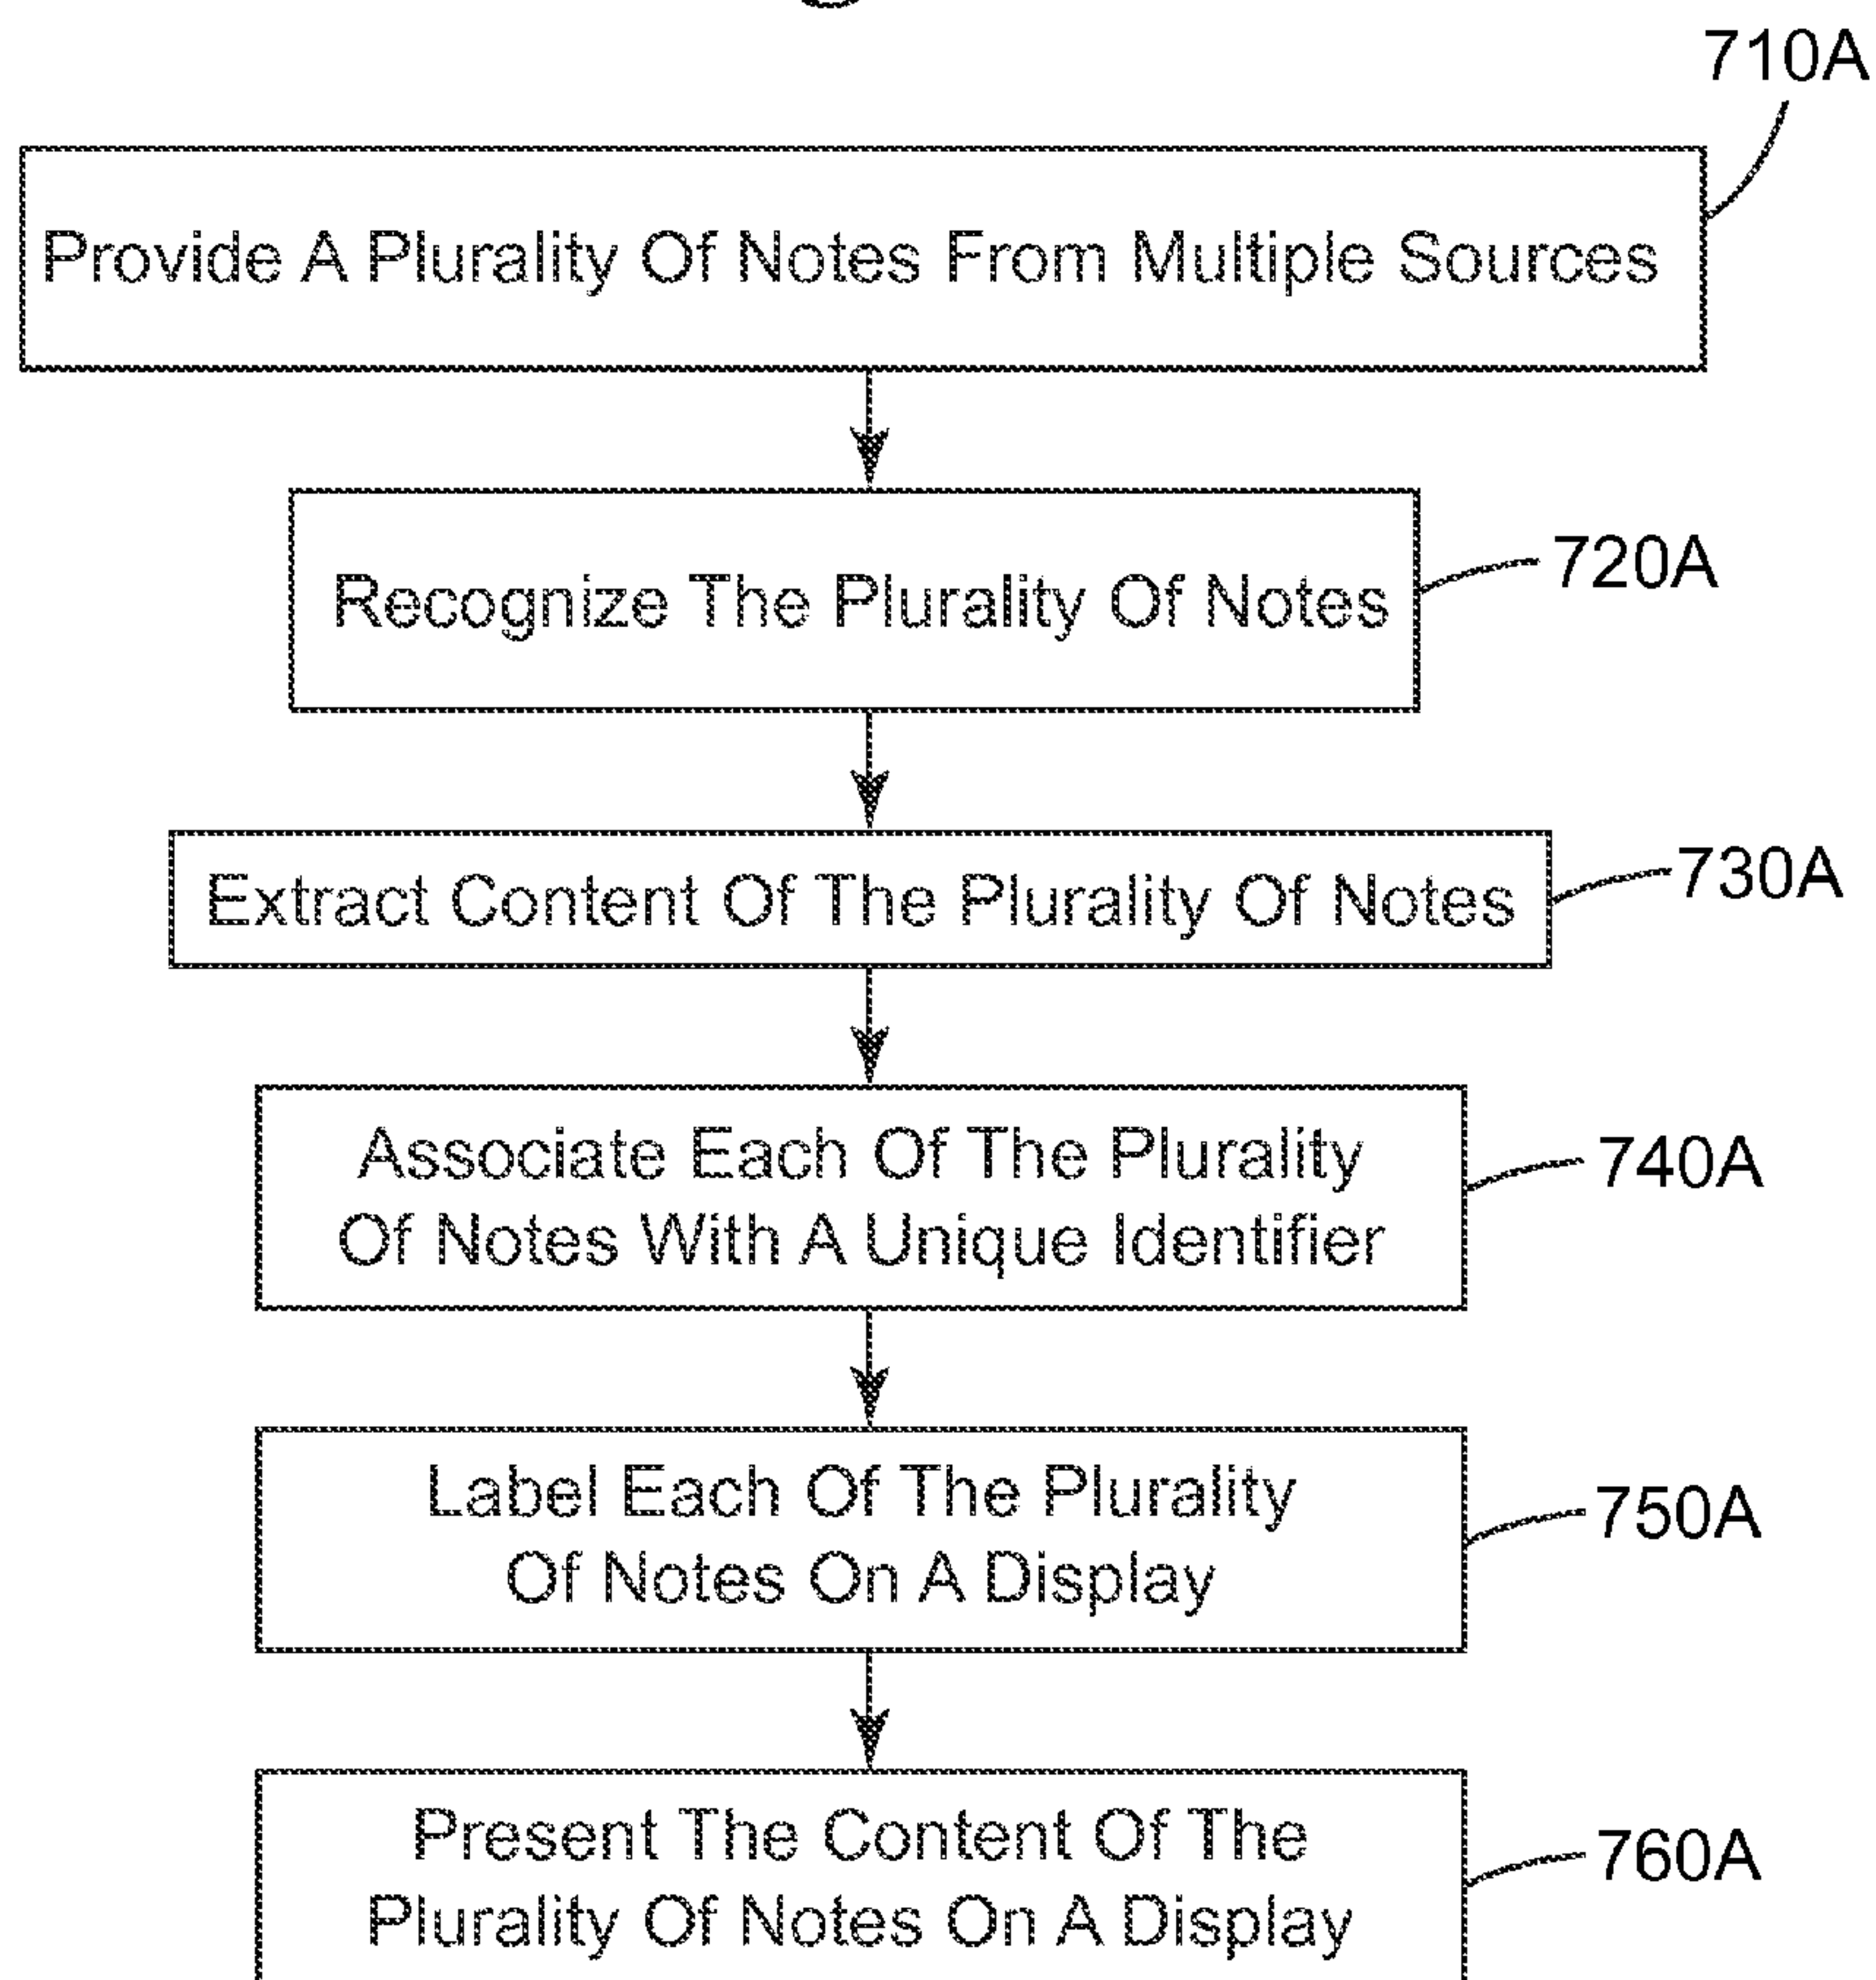 710A
Provide A Plurality Of Notes From Multiple Sources
Recognize The Plurality Of Notes
720A
Extract Content Of The Plurality Of Notes
730A
Associate Each Of The Plurality
Of Notes With A Unique Identifier
740A
Label Each Of The Plurality
Of Notes On A Display
750A
Present The Content Of The
Plurality Of Notes On A Display
760A